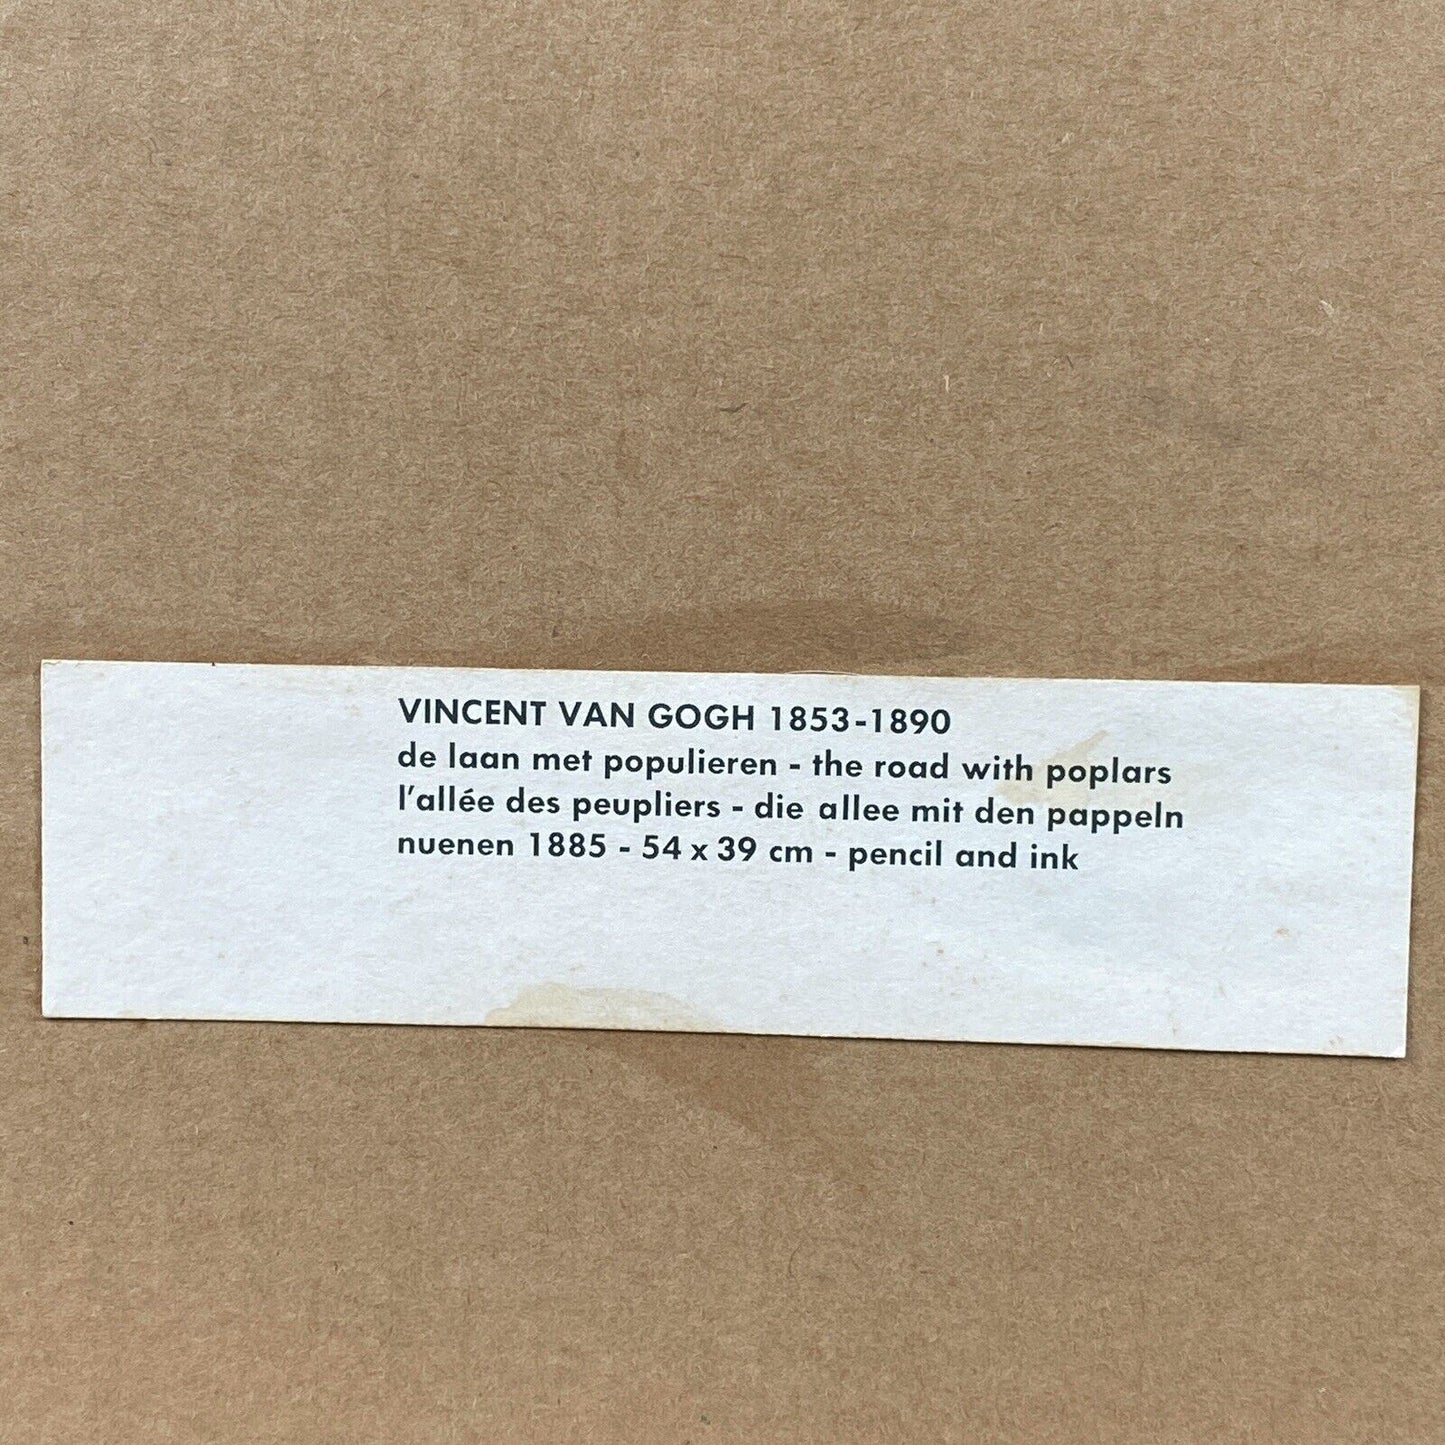 VINCENT VAN GOGH 1853-1890
de laan met populieren - the road with poplars
l'allée des peupliers - die allee mit den pappeln
nuenen 1885 - 54 x 39 cm - pencil and ink